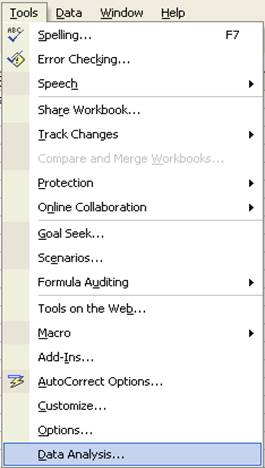 Tools Data Window Help
ABC Spelling... F7
Error Checking...
Speech
Share Workbook...
Track Changes
Compare and Merge Workbooks...
Protection
Online Collaboration
Goal Seek...
Scenarios...
Formula Auditing
Tools on the Web...
Macro
Add-Ins...
AutoCorrect Options...
Customize...
Options...
Data Analysis...